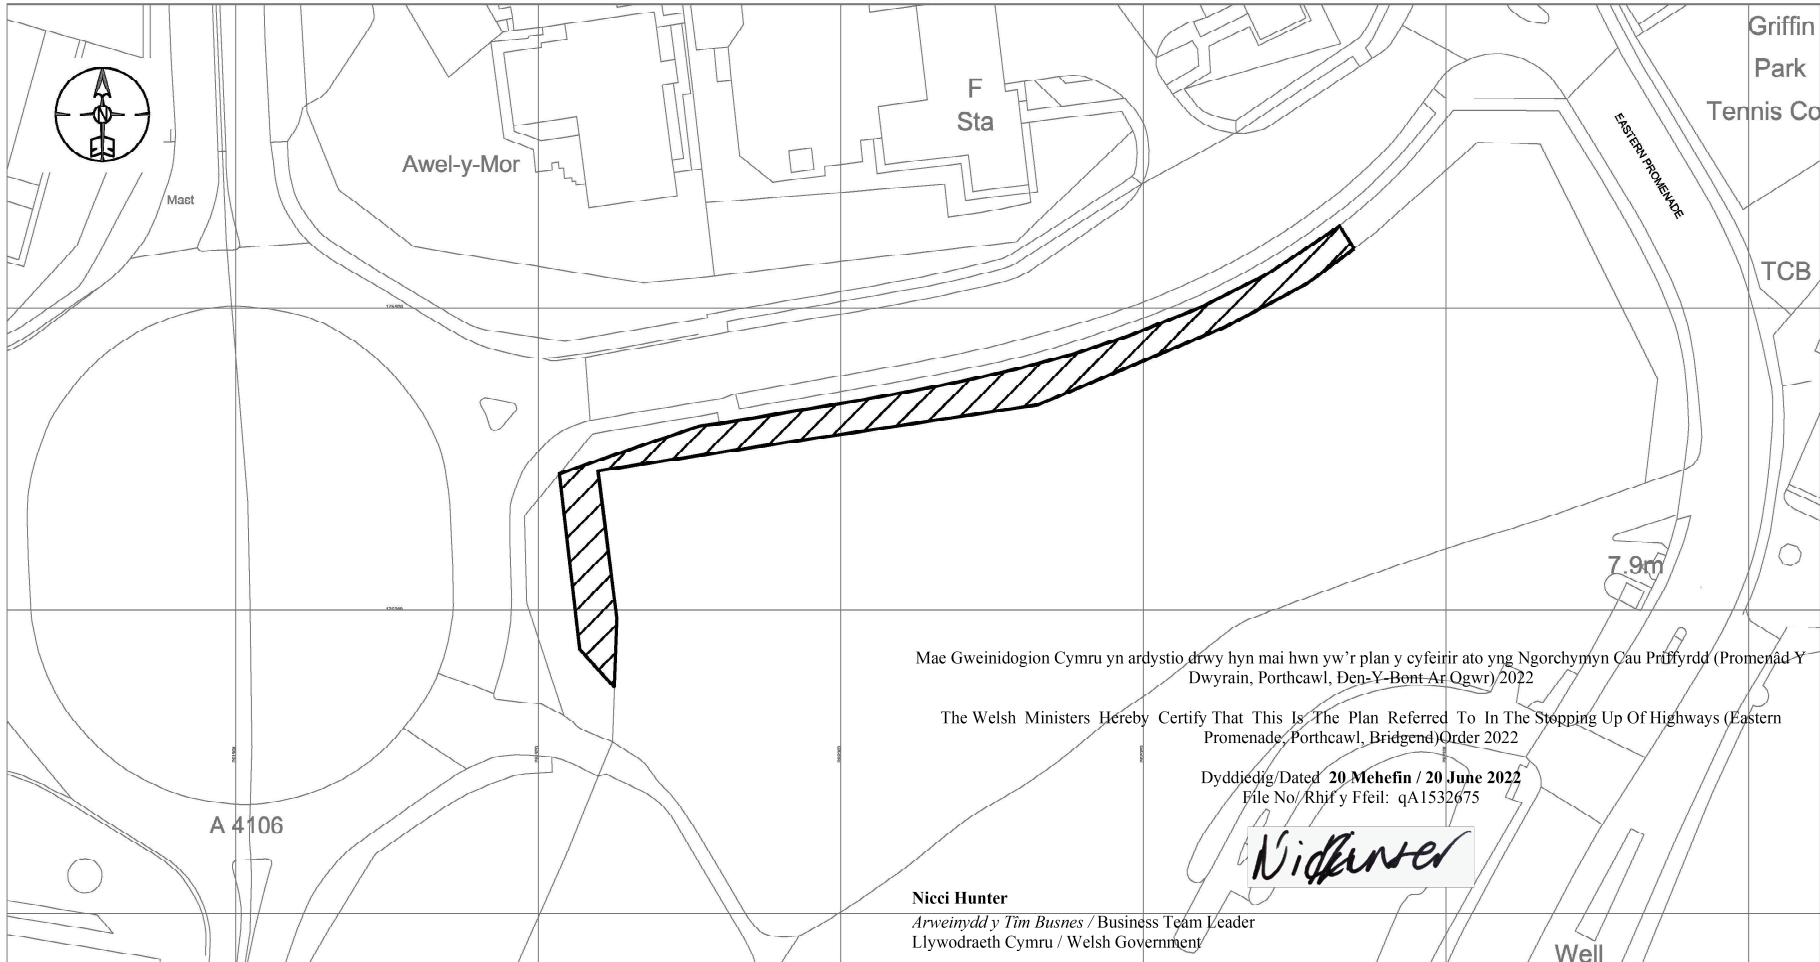 Griffin
Park
Tennis Co
F
Sta
Awel-y-Mor
Mast
N
EASTERN PROMENADE
TCB
7.9m
Mae Gweinidogion Cymru yn ardystio drwy hyn mai hwn yw’r plan y cyfeirir ato yng Ngorchymyn Cau Priffyrdd (Promenâd Y
Dwyrain, Porthcawl, Pen-Y-Bont Ar Ogwr) 2022
The Welsh Ministers Hereby Certify That This Is The Plan Referred To In The Stopping Up Of Highways (Eastern
Promenade, Porthcawl, Bridgend)Order 2022
Dyddiedig/Dated 20 Mehefin / 20 June 2022
File No/ Rhif y Ffeil: qA1532675
A 4106
Nicci Hunter
Arweinydd y Tîm Busnes / Business Team Leader
Llywodraeth Cymru / Welsh Government
Well